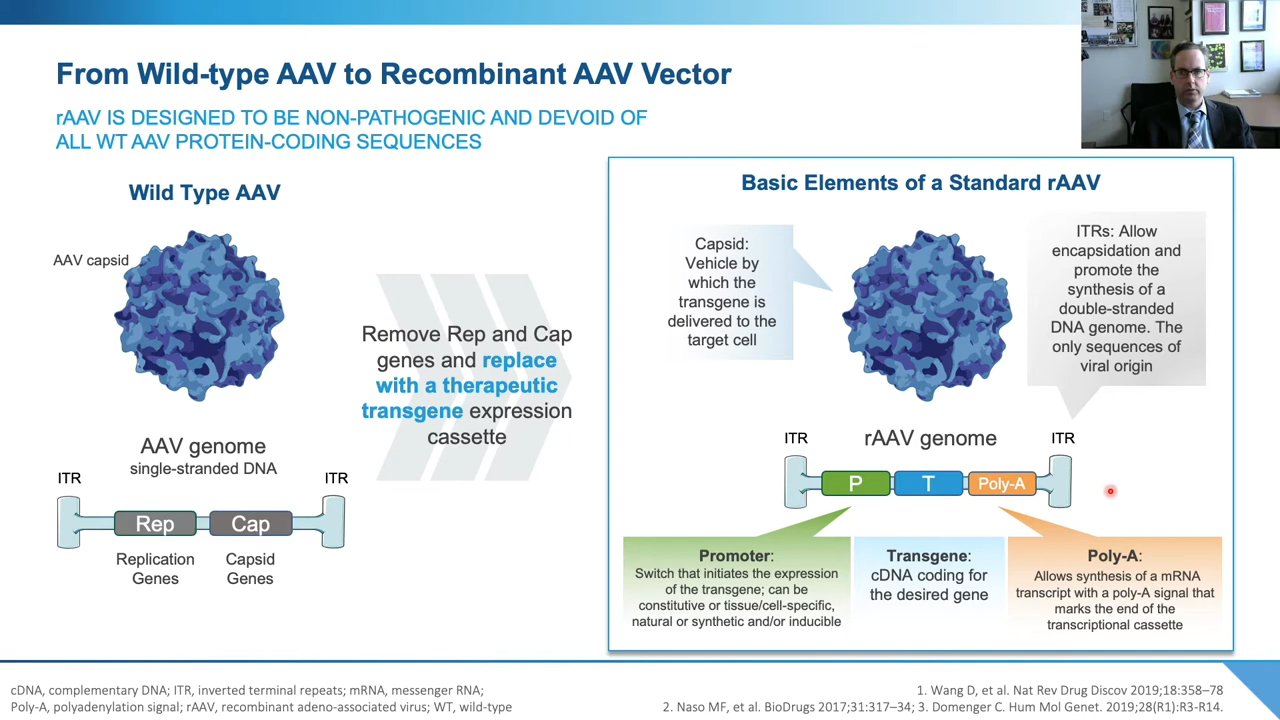 From Wild-type AAV to Recombinant AAV Vector
rAAV IS DESIGNED TO BE NON-PATHOGENIC AND DEVOID OF
ALL WT AAV PROTEIN-CODING SEQUENCES
Wild Type AAV
AAV capsid
AAV genome
single-stranded DNA
ITR
ITR
Rep
Cap
Replication
Genes
Capsid
Genes
Remove Rep and Cap
genes and replace
with a therapeutic
transgene expression
cassette
Basic Elements of a Standard rAAV
Capsid:
Vehicle by
which the
transgene is
delivered to the
target cell
ITRs: Allow
encapsidation and
promote the
synthesis of a
double-stranded
DNA genome. The
only sequences of
viral origin
ITR
rAAV genome
ITR
P
T
Poly-A
Promoter:
Switch that initiates the expression
of the transgene; can be
constitutive or tissue/cell-specific,
natural or synthetic and/or inducible
Transgene:
cDNA coding for
the desired gene
Poly-A:
Allows synthesis of a mRNA
transcript with a poly-A signal that
marks the end of the
transcriptional cassette
cDNA, complementary DNA; ITR, inverted terminal repeats; mRNA, messenger RNA;
Poly-A, polyadenylation signal; rAAV, recombinant adeno-associated virus; WT, wild-type
1. Wang D, et al. Nat Rev Drug Discov 2019;18:358–78
2. Naso MF, et al. BioDrugs 2017;31:317–34; 3. Domenger C. Hum Mol Genet. 2019;28(R1):R3-R14.